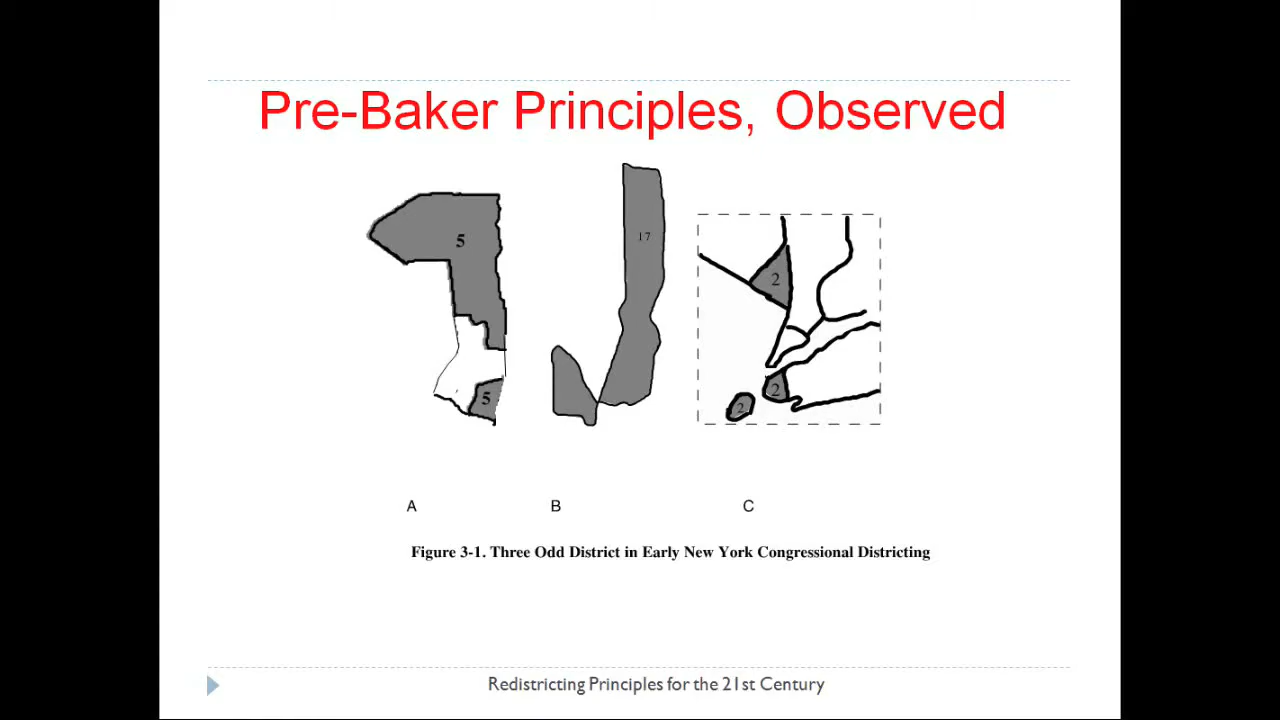 Pre-Baker Principles, Observed
5
5
17
2
2
2
A
B
C
Figure 3-1. Three Odd District in Early New York Congressional Districting
Redistricting Principles for the 21st Century